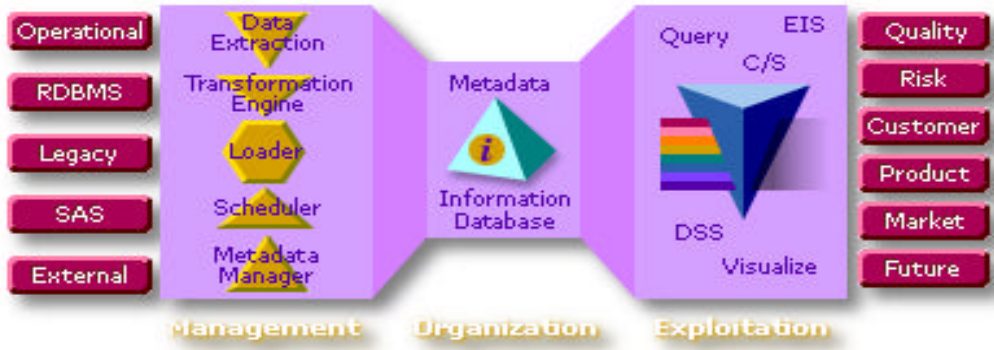 Operational
RDBMS
Legacy
SAS
External
Data
Extraction
Transformation
Engine
Loader
Scheduler
Metadata
Manager
Metadata
i
Information
Database
Query
EIS
C/S
DSS
Visualize
Quality
Risk
Customer
Product
Market
Future
Management
Organization
Exploitation